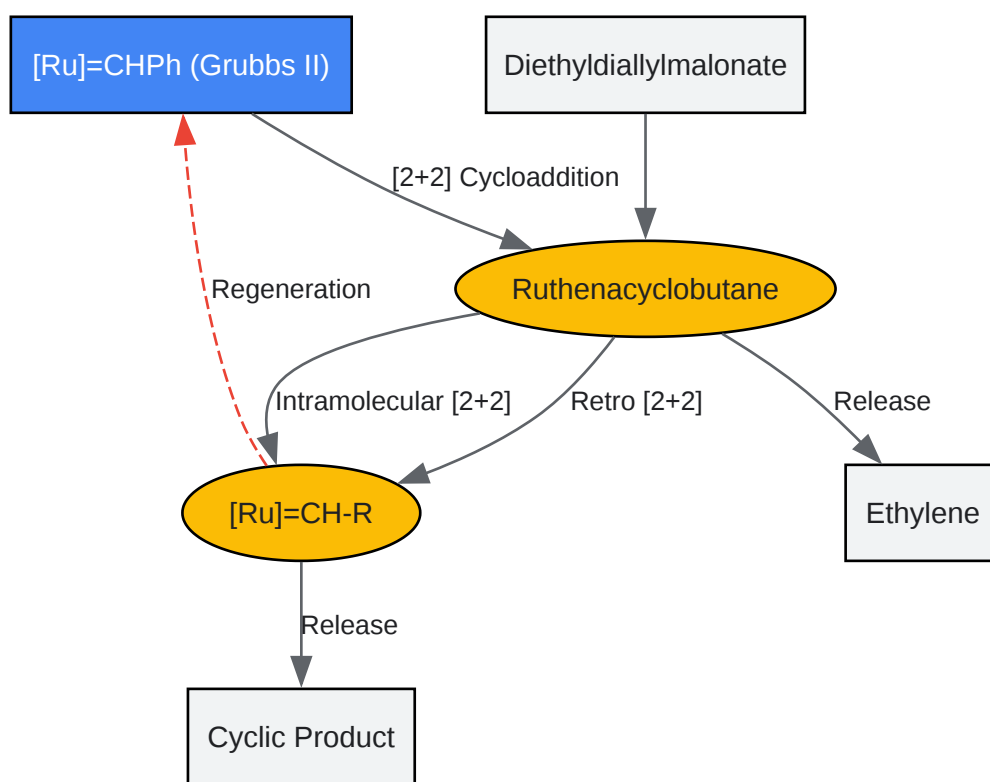 [Ru]=CHPh (Grubbs II)
Diethyldiallylmalonate
[2+2] Cycloaddition
Ruthenacyclobutane
Regeneration
Intramolecular [2+2]
Retro [2+2]
Release
[Ru]=CH-R
Ethylene
Release
Cyclic Product